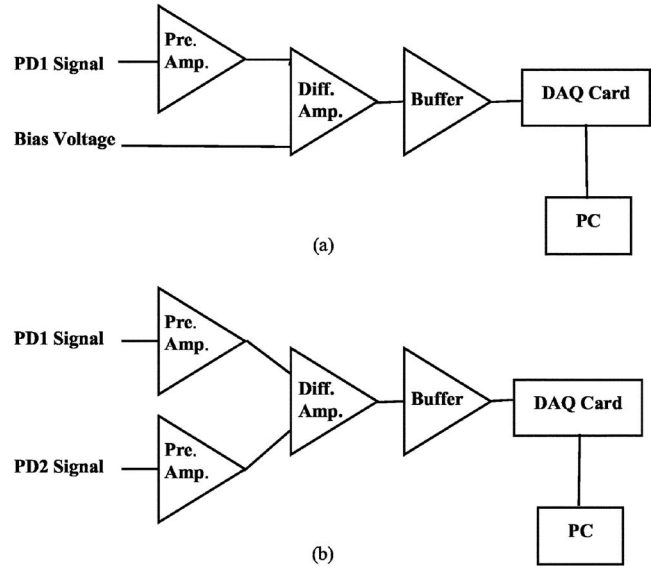 PD1 Signal
Pre.
Amp.
Diff.
Amp.
Buffer
DAQ Card
Bias Voltage
PC
(a)
PD1 Signal
Pre.
Amp.
Diff.
Amp.
Buffer
DAQ Card
PD2 Signal
Pre.
Amp.
PC
(b)